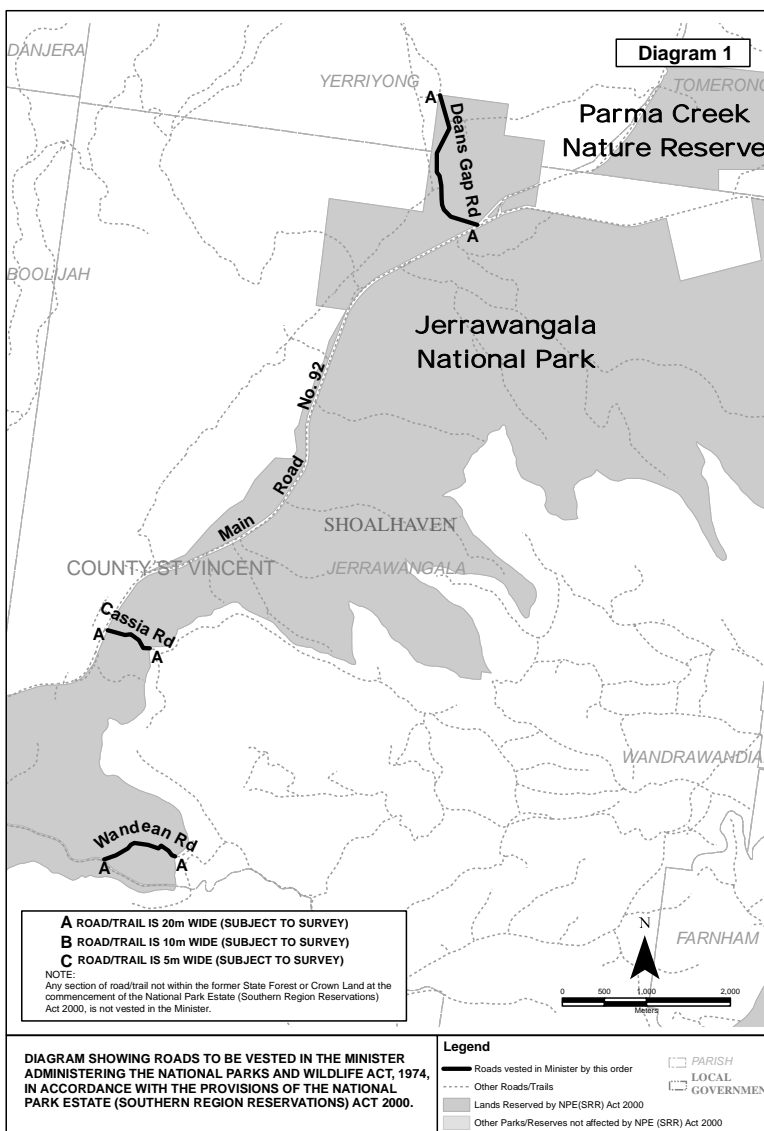 DANJERA
Diagram 1
YERRIYONG
TOMERONG
A
Deans Gap Rd
A
Parma Creek
Nature Reserve
BOOLIJAH
Jerrawangala
National Park
Main Road No. 92
SHOALHAVEN
COUNTY ST VINCENT
JERRAWANGALA
Cassia Rd
A
A
WANDRAWANDIA
Wandean Rd
A
A
FARNHAM
N
0 500 1,000 2,000
Meters
A ROAD/TRAIL IS 20m WIDE (SUBJECT TO SURVEY)
B ROAD/TRAIL IS 10m WIDE (SUBJECT TO SURVEY)
C ROAD/TRAIL IS 5m WIDE (SUBJECT TO SURVEY)
NOTE:
Any section of road/trail not within the former State Forest or Crown Land at the
commencement of the National Park Estate (Southern Region Reservations)
Act 2000, is not vested in the Minister.
DIAGRAM SHOWING ROADS TO BE VESTED IN THE MINISTER
ADMINISTERING THE NATIONAL PARKS AND WILDLIFE ACT, 1974,
IN ACCORDANCE WITH THE PROVISIONS OF THE NATIONAL
PARK ESTATE (SOUTHERN REGION RESERVATIONS) ACT 2000.
Legend
Roads vested in Minister by this order
Other Roads/Trails
Lands Reserved by NPE(SRR) Act 2000
Other Parks/Reserves not affected by NPE (SRR) Act 2000
PARISH
LOCAL
GOVERNMEN